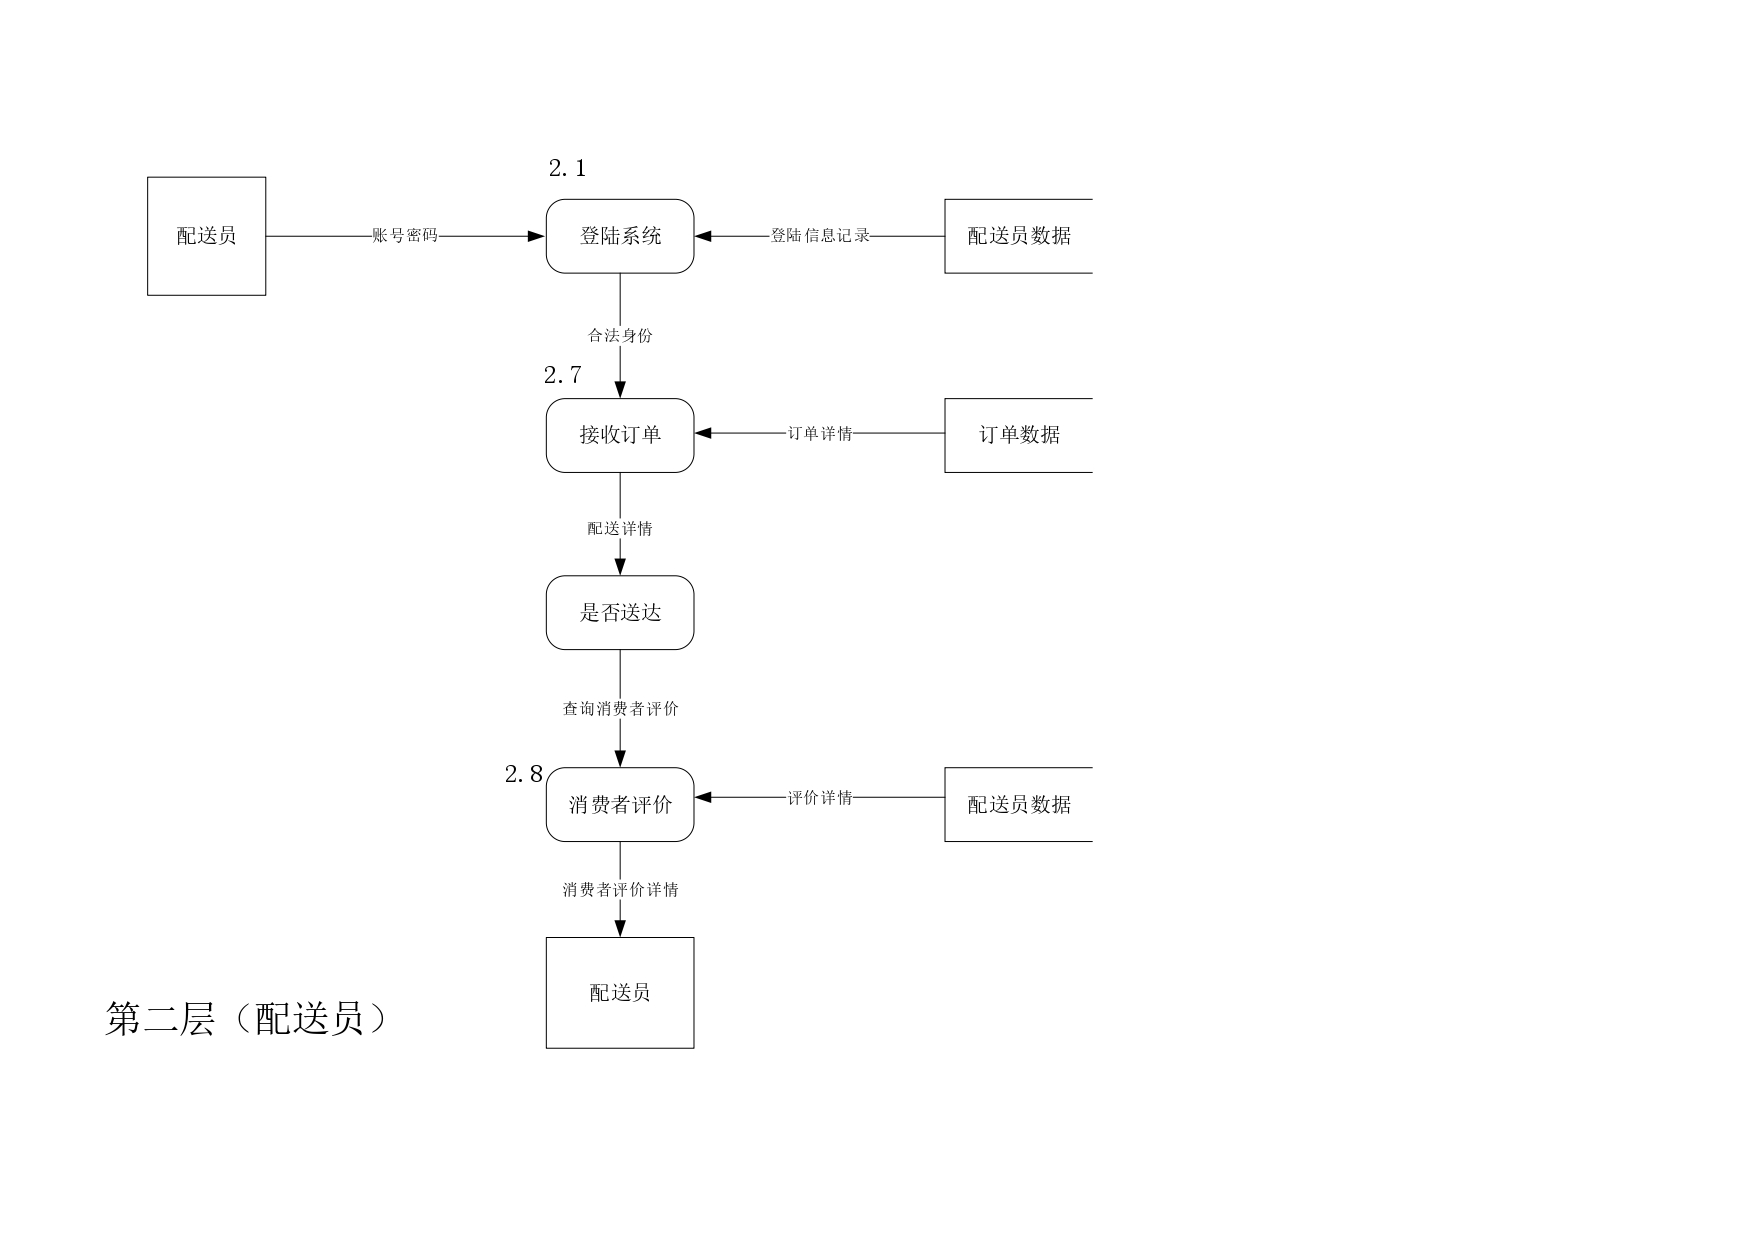 2.1
配送员
账号密码
登陆系统
登陆信息记录
配送员数据
合法身份
2.7
接收订单
订单详情
订单数据
配送详情
是否送达
查询消费者评价
2.8
消费者评价
评价详情
配送员数据
消费者评价详情
配送员
第二层（配送员）